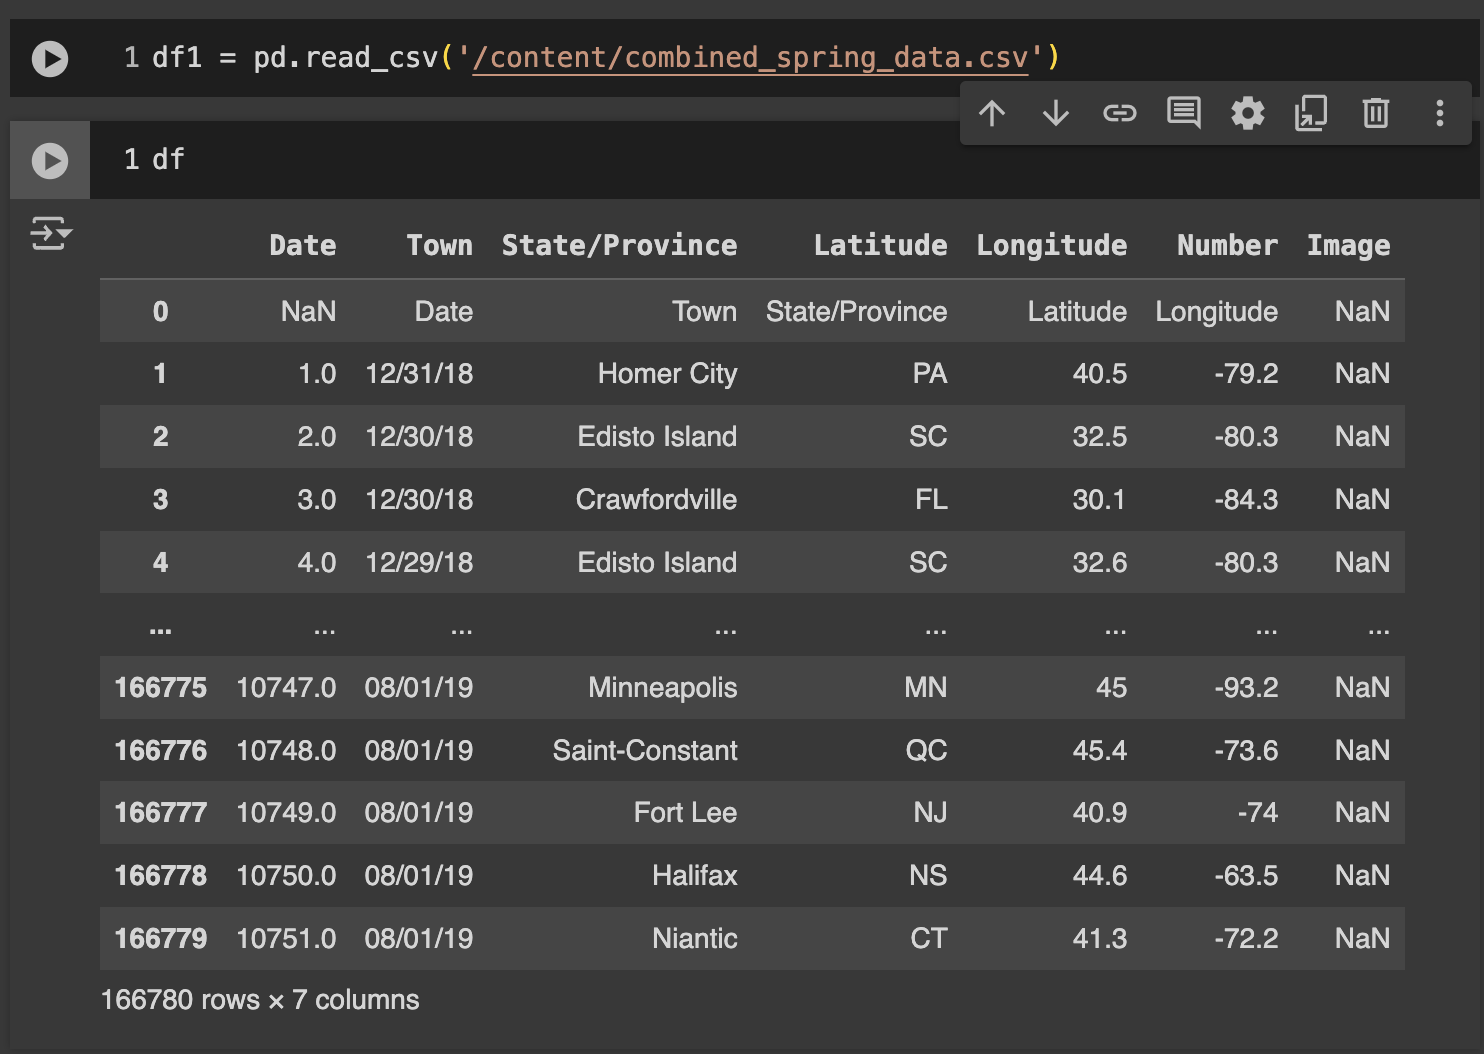 1 df1 = pd.read_csv('/content/combined_spring_data.csv')
1 df
Date Town State/Province Latitude Longitude Number Image
0 NaN Date Town State/Province Latitude Longitude NaN
1 1.0 12/31/18 Homer City PA 40.5 -79.2 NaN
2 2.0 12/30/18 Edisto Island SC 32.5 -80.3 NaN
3 3.0 12/30/18 Crawfordville FL 30.1 -84.3 NaN
4 4.0 12/29/18 Edisto Island SC 32.6 -80.3 NaN
... ... ... ... ... ... ... ...
166775 10747.0 08/01/19 Minneapolis MN 45 -93.2 NaN
166776 10748.0 08/01/19 Saint-Constant QC 45.4 -73.6 NaN
166777 10749.0 08/01/19 Fort Lee NJ 40.9 -74 NaN
166778 10750.0 08/01/19 Halifax NS 44.6 -63.5 NaN
166779 10751.0 08/01/19 Niantic CT 41.3 -72.2 NaN
166780 rows × 7 columns